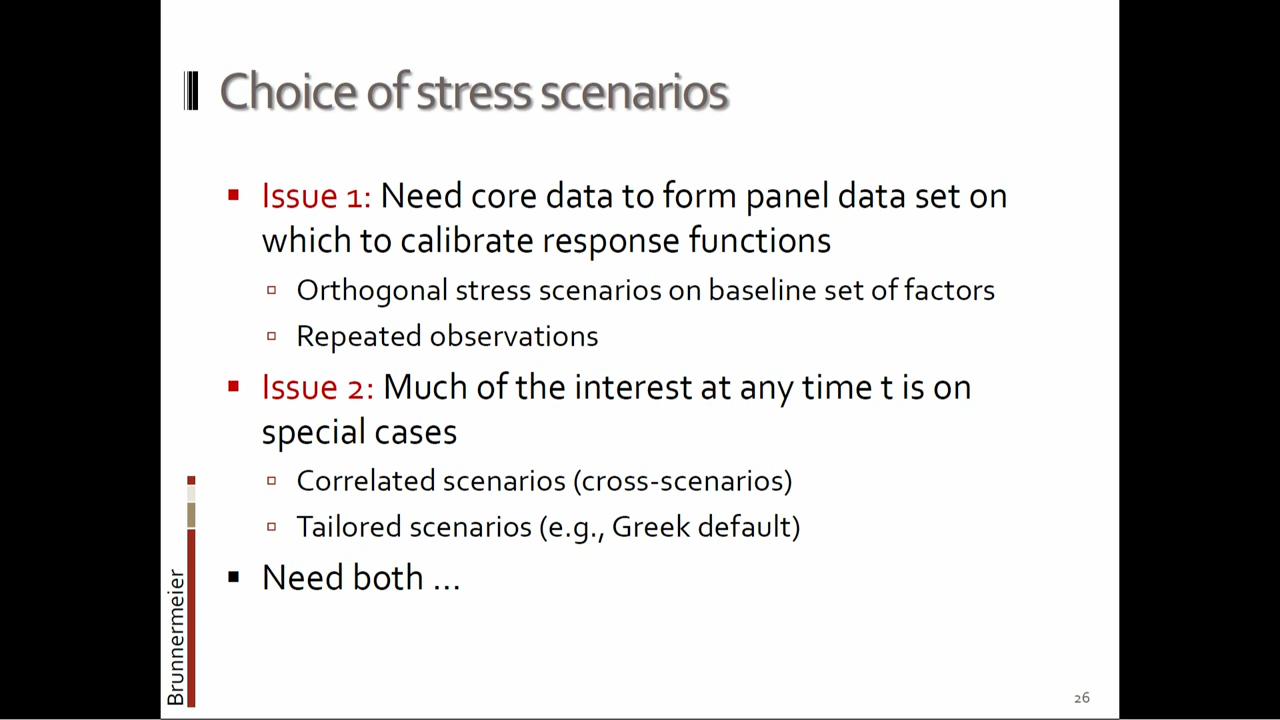 Choice of stress scenarios
Issue 1: Need core data to form panel data set on
which to calibrate response functions
Orthogonal stress scenarios on baseline set of factors
Repeated observations
Issue 2: Much of the interest at any time t is on
special cases
Correlated scenarios (cross-scenarios)
Tailored scenarios (e.g., Greek default)
Need both ...
Brunnermeier
26